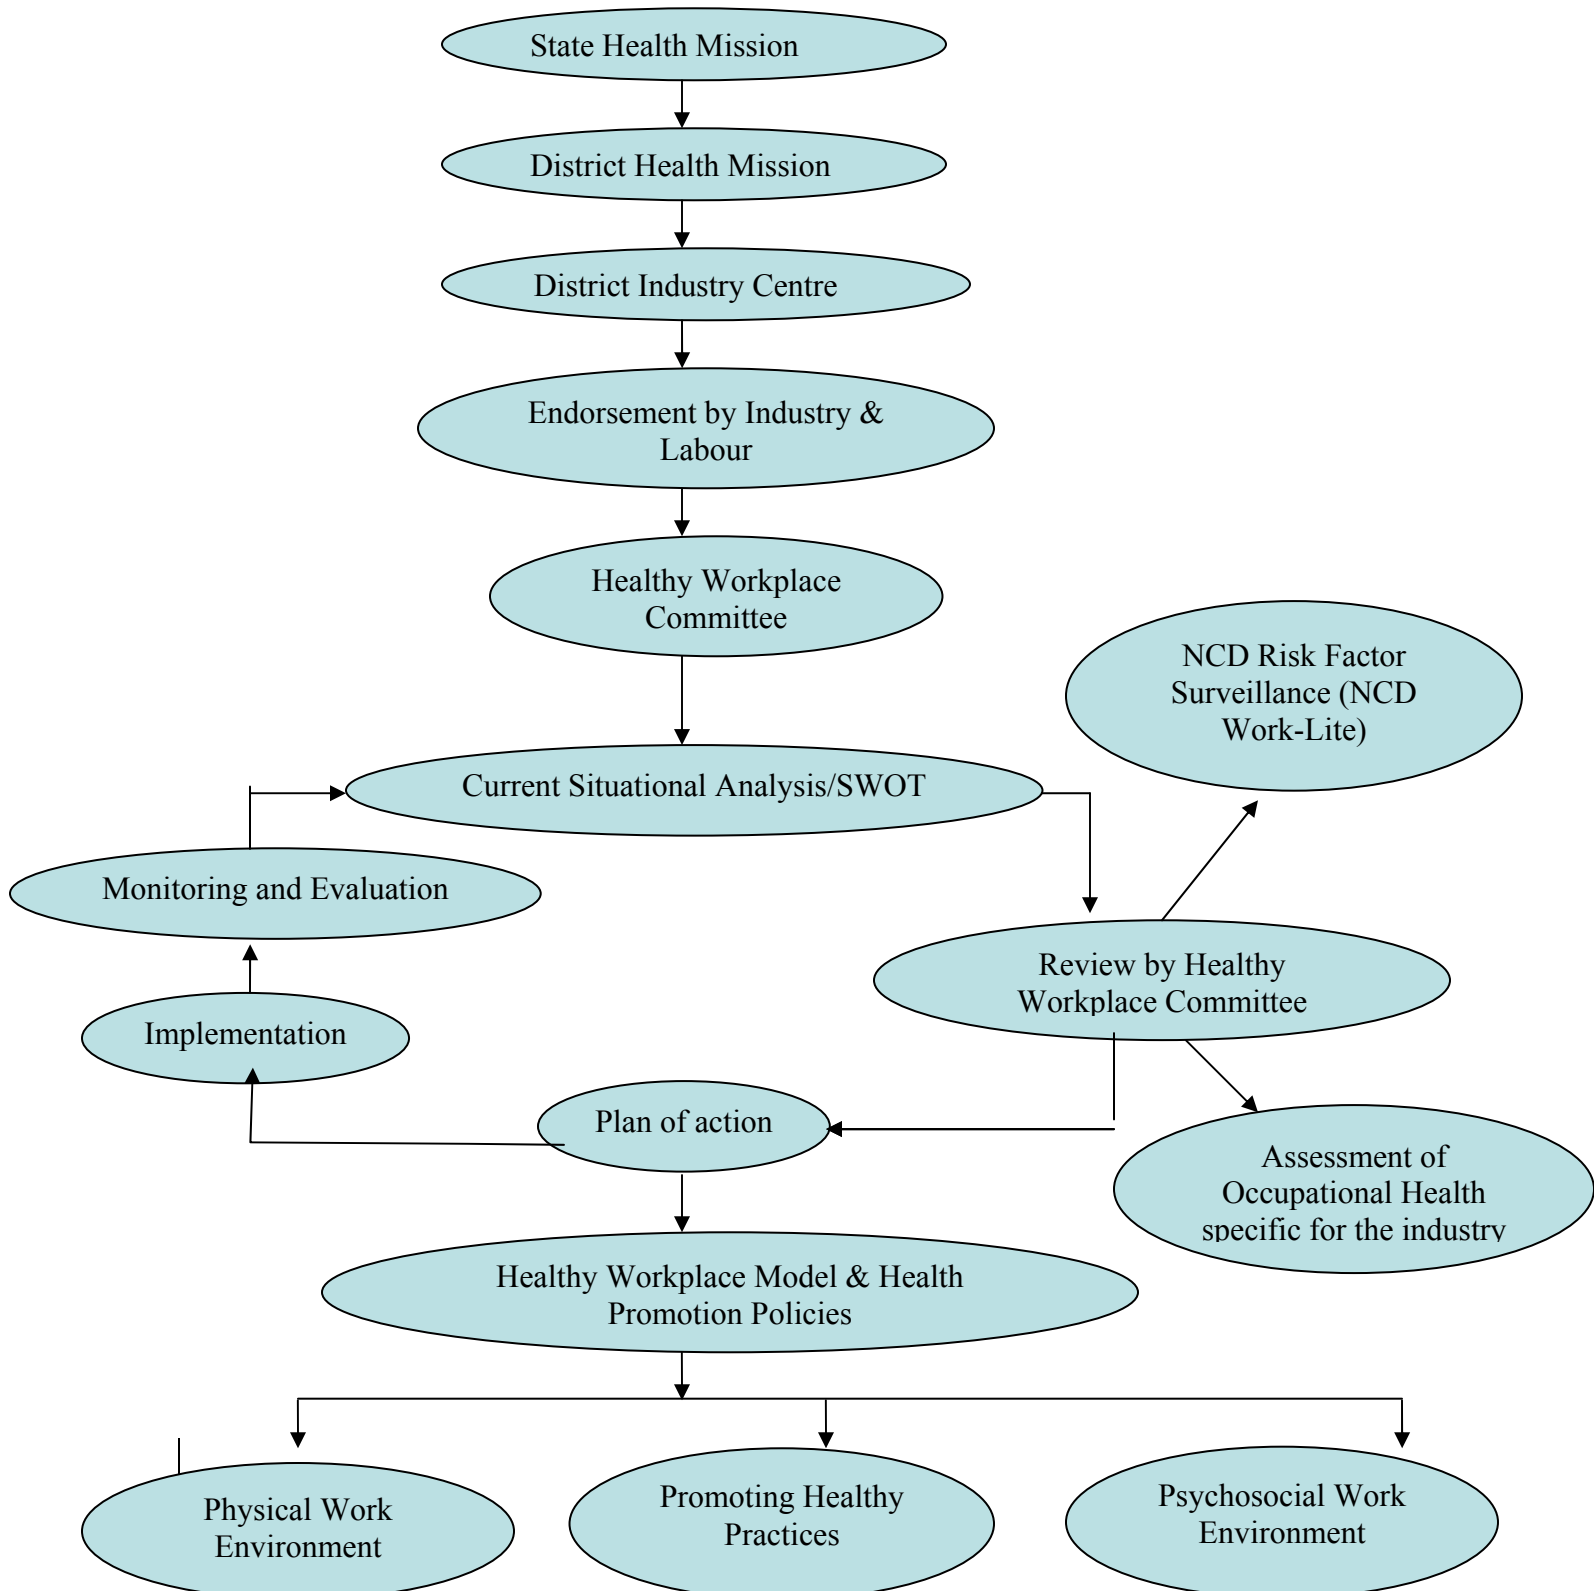 State Health Mission
District Health Mission
District Industry Centre
Endorsement by Industry &
Labour
Healthy Workplace
Committee
NCD Risk Factor
Surveillance (NCD
Work-Lite)
Current Situational Analysis/SWOT
Monitoring and Evaluation
Review by Healthy
Workplace Committee
Implementation
Plan of action
Assessment of
Occupational Health
specific for the industry
Healthy Workplace Model & Health
Promotion Policies
Physical Work
Environment
Promoting Healthy
Practices
Psychosocial Work
Environment